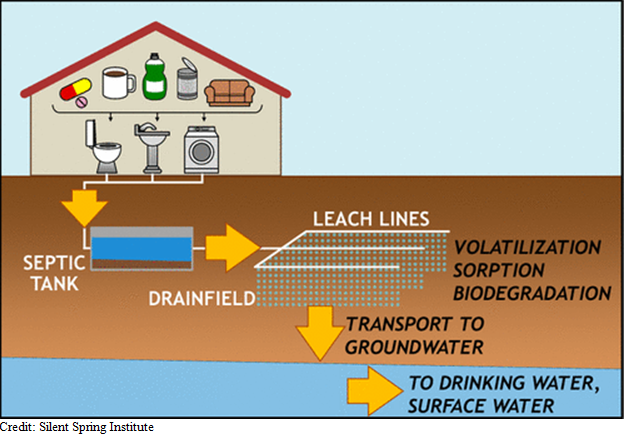 LEACH LINES
SEPTIC
TANK
DRAINFIELD
VOLATILIZATION
SORPTION
BIODEGRADATION
TRANSPORT TO
GROUNDWATER
TO DRINKING WATER,
SURFACE WATER
Credit: Silent Spring Institute